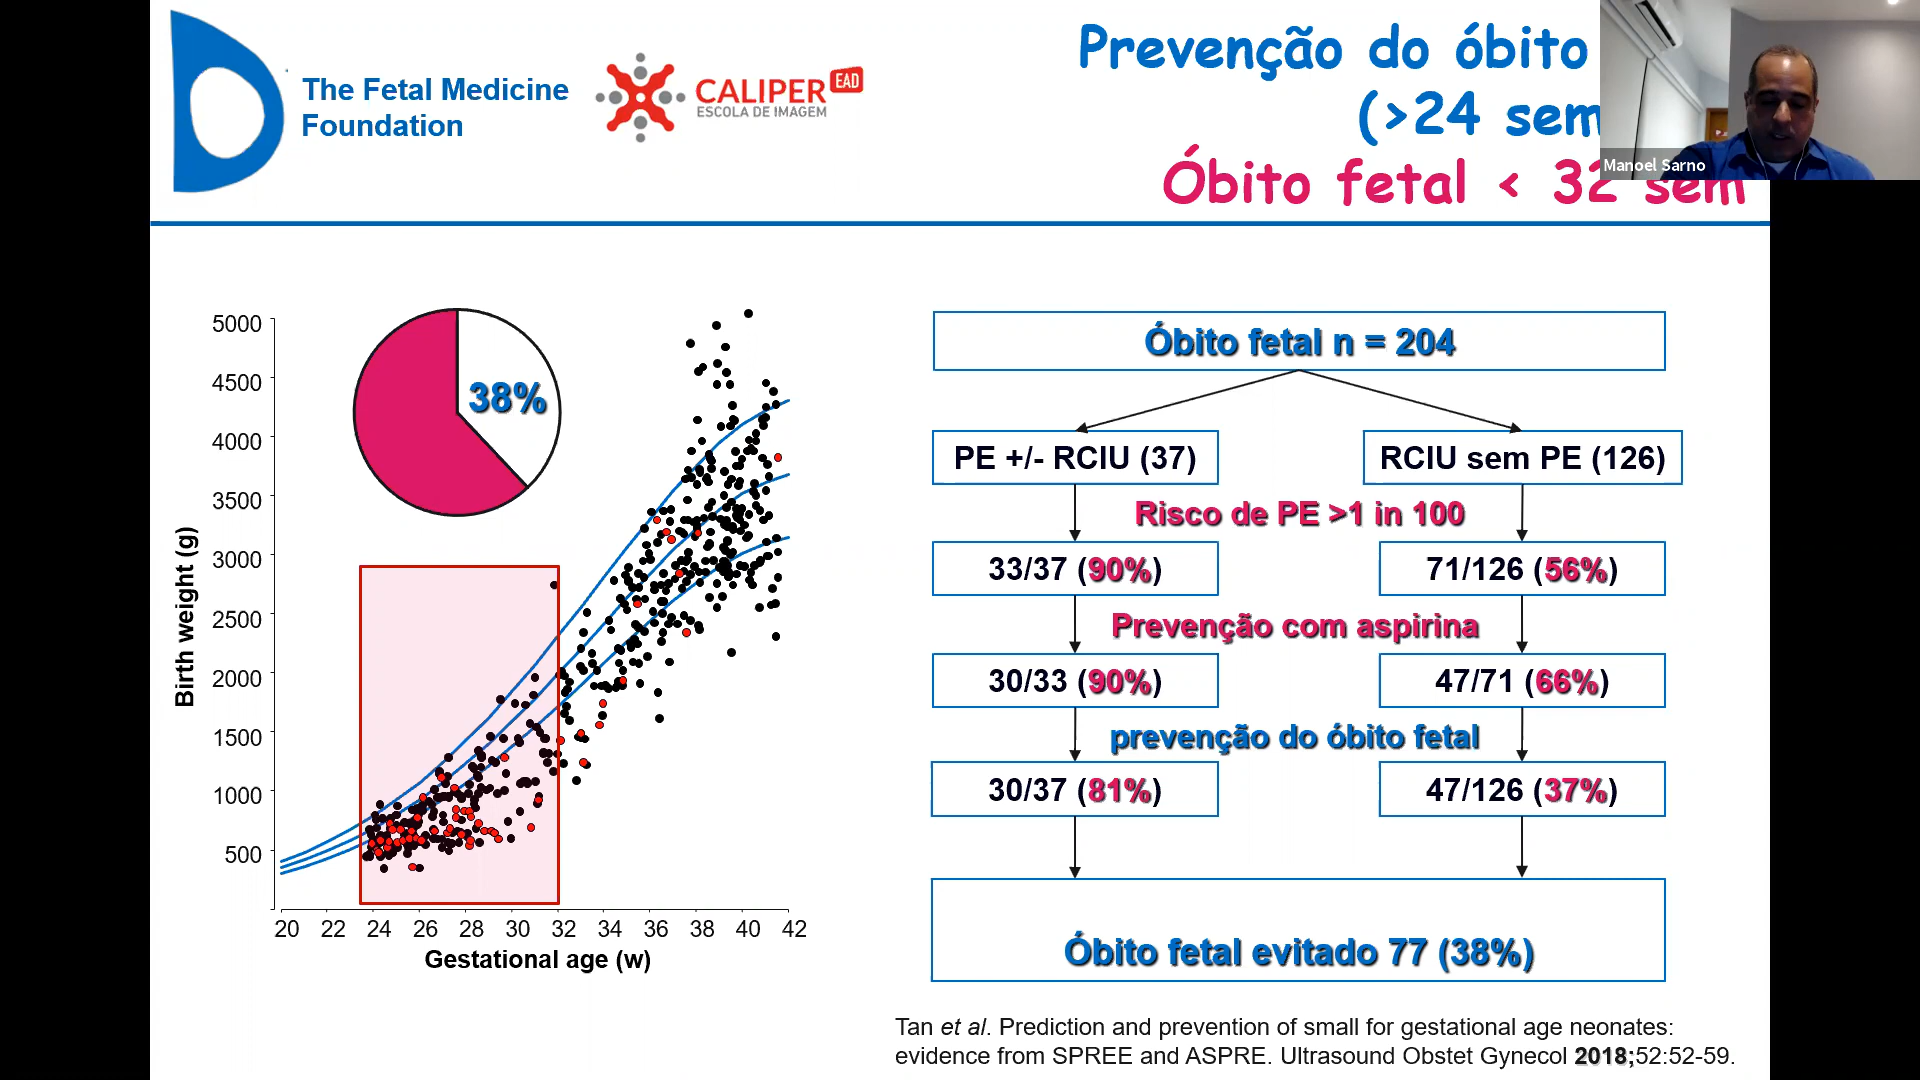 The Fetal Medicine
Foundation
CALIPER EAD
ESCOLA DE IMAGEM
Prevenção do óbito
(>24 sem
Óbito fetal < 32 sem
Manoel Sarno
38%
5000
4500
4000
3500
3000
2500
2000
1500
1000
500
Birth weight (g)
20 22 24 26 28 30 32 34 36 38 40 42
Gestational age (w)
Óbito fetal n = 204
PE +/- RCIU (37)
RCIU sem PE (126)
Risco de PE >1 in 100
33/37 (90%)
71/126 (56%)
Prevenção com aspirina
30/33 (90%)
47/71 (66%)
prevenção do óbito fetal
30/37 (81%)
47/126 (37%)
Óbito fetal evitado 77 (38%)
Tan et al. Prediction and prevention of small for gestational age neonates:
evidence from SPREE and ASPRE. Ultrasound Obstet Gynecol 2018;52:52-59.